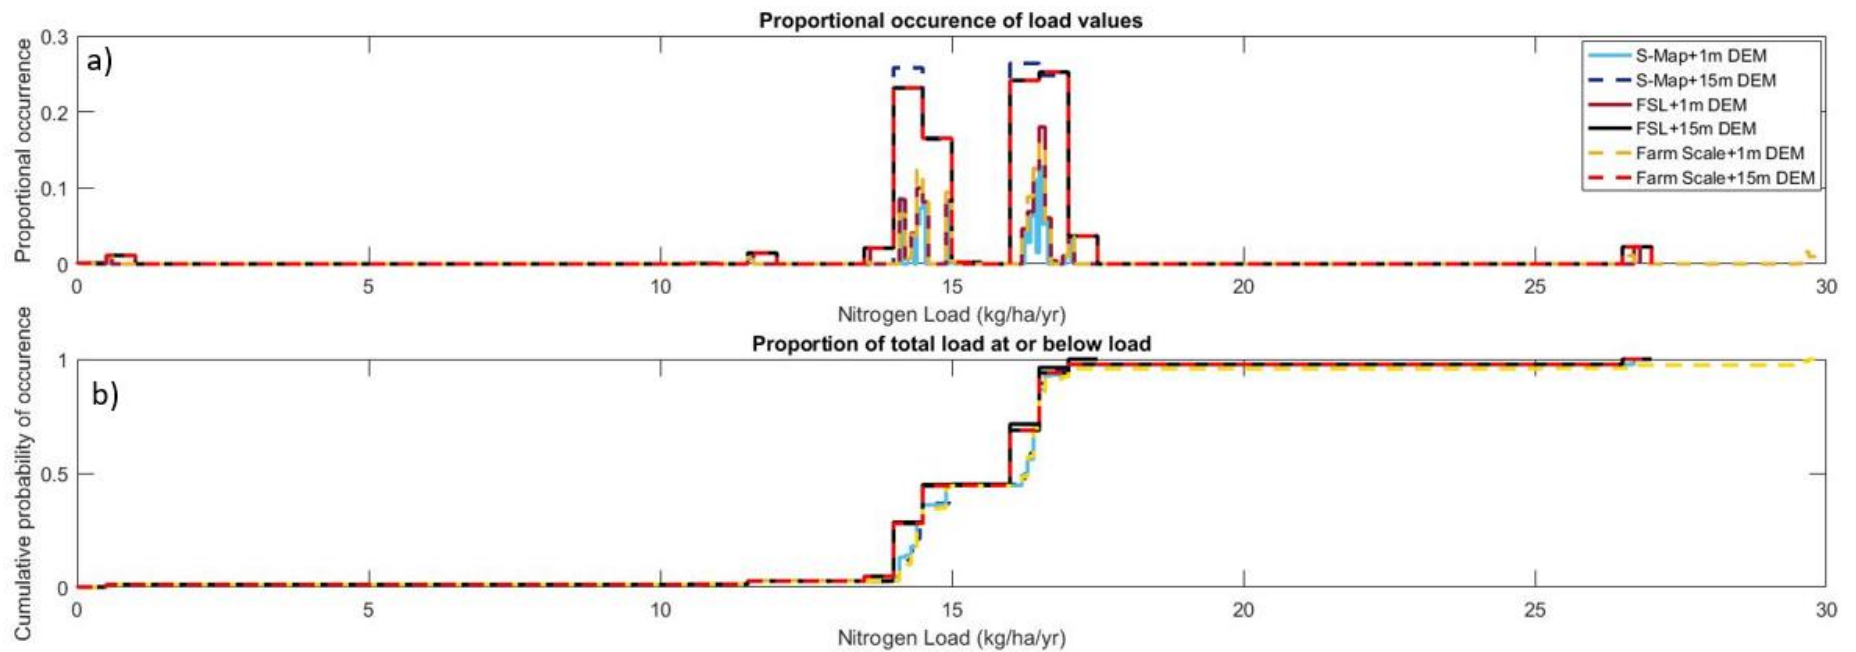 Proportional occurence of load values
a)
Proportional occurrence
0.3
0.2
0.1
0
S-Map+1m DEM
S-Map+15m DEM
FSL+1m DEM
FSL+15m DEM
Farm Scale+1m DEM
Farm Scale+15m DEM
0 5 10 15 20 25 30
Nitrogen Load (kg/ha/yr)
Proportion of total load at or below load
b)
Cumulative probability of occurence
1
0.5
0
0 5 10 15 20 25 30
Nitrogen Load (kg/ha/yr)